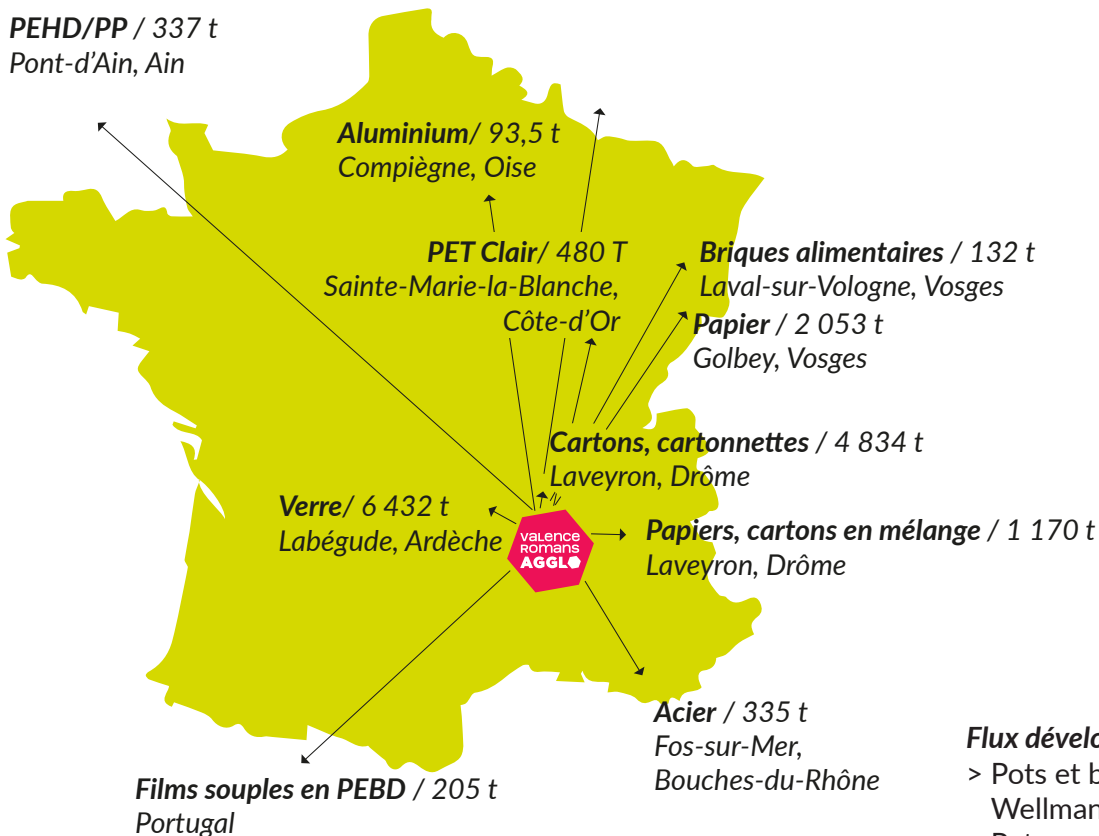 PEHD/PP / 337 t
Pont-d'Ain, Ain
Aluminium/ 93,5 t
Compiègne, Oise
PET Clair/ 480 T
Sainte-Marie-la-Blanche,
Côte-d'Or
Briques alimentaires / 132 t
Laval-sur-Vologne, Vosges
Papier / 2 053 t
Golbey, Vosges
Cartons, cartonnettes / 4 834 t
Laveyron, Drôme
Verre/ 6 432 t
Labégude, Ardèche
VALENCE
ROMANS
AGGLO
Papiers, cartons en mélange / 1 170 t
Laveyron, Drôme
Acier / 335 t
Fos-sur-Mer,
Bouches-du-Rhône
Films souples en PEBD / 205 t
Portugal
Flux
> Pots et